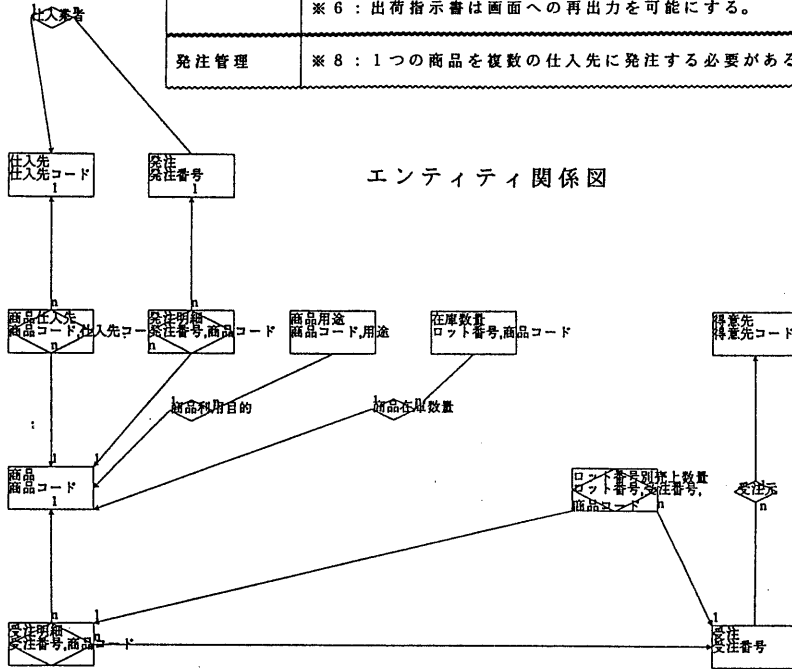 ※6：出荷指示書は画面への再出力を可能にする。
発注管理
※8：1つの商品を複数の仕入先に発注する必要がある
仕入業者
エンティティ関係図
仕入先
仕入先コード
1
発注
発注番号
1
n
n
商品仕入先
商品コード,仕入先コー
n
発注明細
発注番号,商品コード
n
商品用途
商品コード,用途
在庫数量
ロット番号,商品コード
得意先
得意先コード
商品利用目的
商品在庫数量
1
1
商品
商品コード
1
ロット番号別売上数量
ロット番号,受注番号,
商品コード
n
受注元
n
n
1
受注明細
受注番号,商品コード
n
1
受注
受注番号